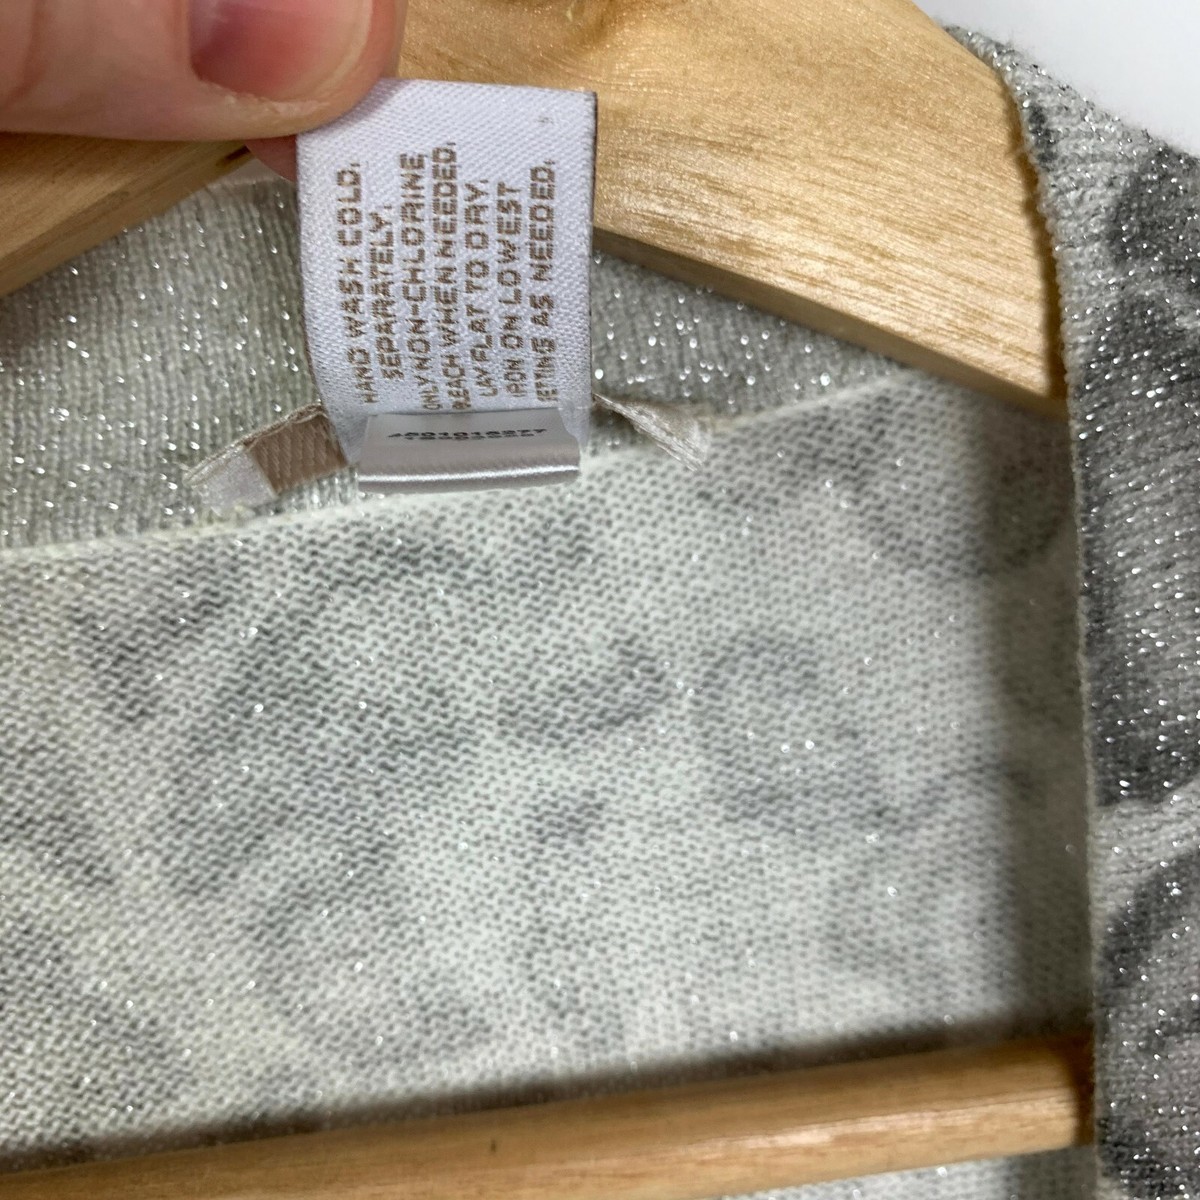 HAND WASH COLD.
SEPARATELY.
ONLY NON-CHLORINE
BLEACH WHEN NEEDED.
LAY FLAT TO DRY.
IRON ON LOWEST
SETTING AS NEEDED.
4601018277